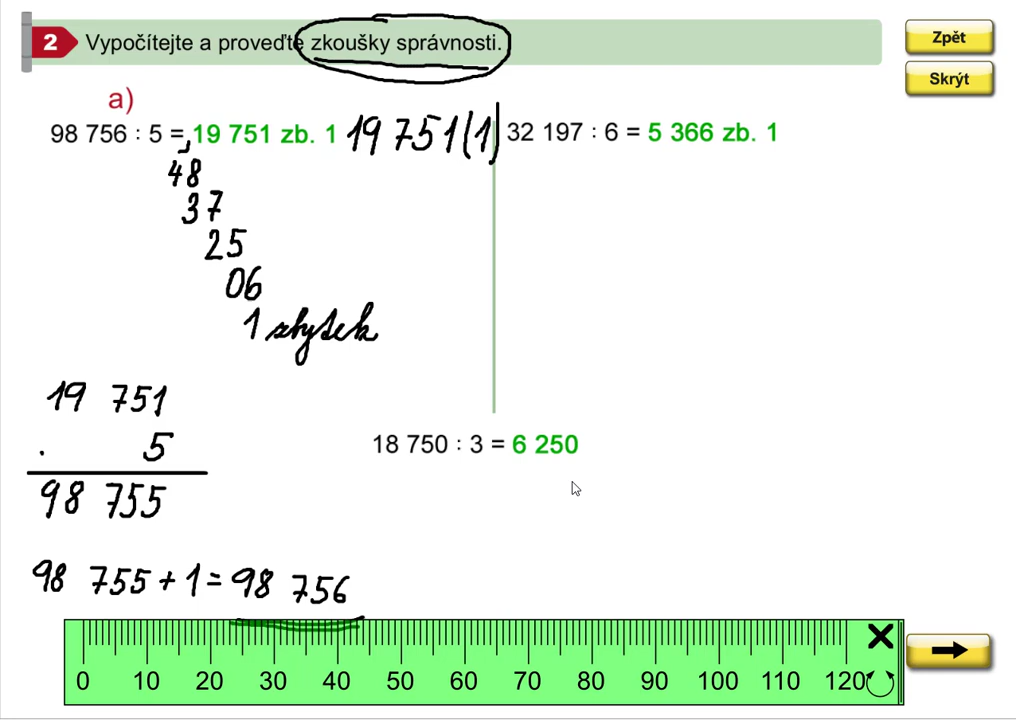 2 Vypočítejte a proveďte zkoušky správnosti.
Zpět
Skrýt
a)
98 756 : 5 = 19 751 zb. 1 19 751(1)
48
37
25
06
1 zbytek
32 197 : 6 = 5 366 zb. 1
19 751
. 5
98 755
98 755 + 1 = 98 756
18 750 : 3 = 6 250
0 10 20 30 40 50 60 70 80 90 100 110 120